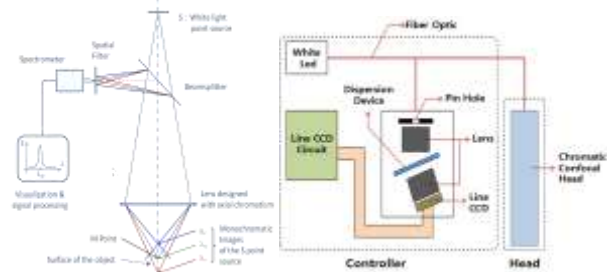 S : White light
point source
Spatial
Filter
Spectrometer
Beamsplitter
Visualization &
signal processing
Lens designed
with axial chromatism
M Point
Monochromatic
Images
of the S point
source
Surface of the object
Fiber Optic
White
Led
Dispersion
Device
Pin Hole
Line CCD
Circuit
Lens
Chromatic
Confocal
Head
Line
CCD
Controller
Head